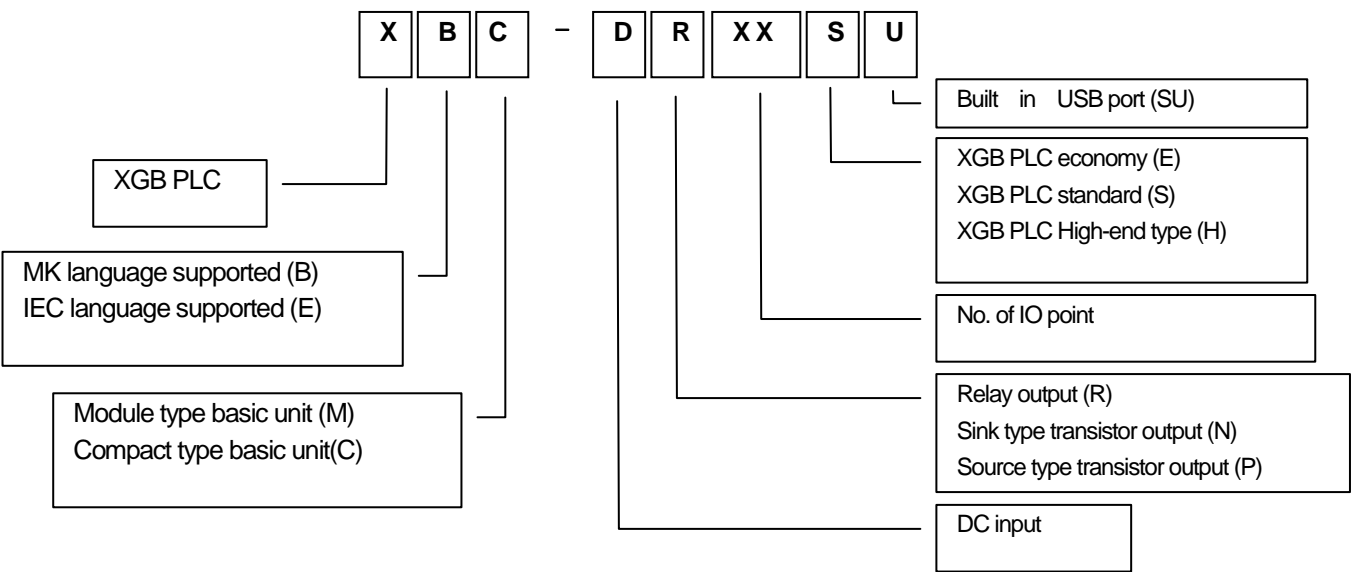 X B C – D R XX S U
Built in USB port (SU)
XGB PLC economy (E)
XGB PLC standard (S)
XGB PLC High-end type (H)
XGB PLC
MK language supported (B)
IEC language supported (E)
No. of IO point
Module type basic unit (M)
Compact type basic unit(C)
Relay output (R)
Sink type transistor output (N)
Source type transistor output (P)
DC input